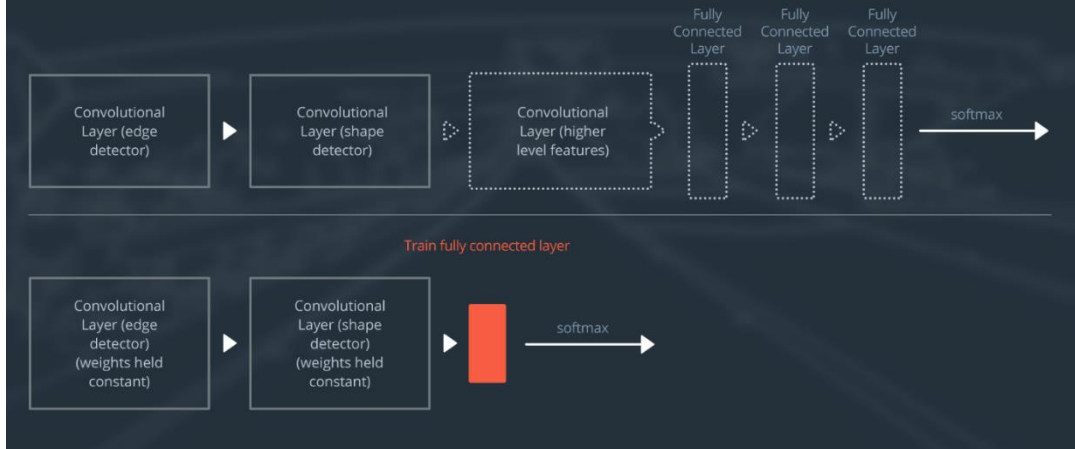 Fully
Connected
Layer
Fully
Connected
Layer
Fully
Connected
Layer
Convolutional
Layer (edge
detector)
Convolutional
Layer (shape
detector)
Convolutional
Layer (higher
level features)
softmax
Train fully connected layer
Convolutional
Layer (edge
detector)
(weights held
constant)
Convolutional
Layer (shape
detector)
(weights held
constant)
softmax